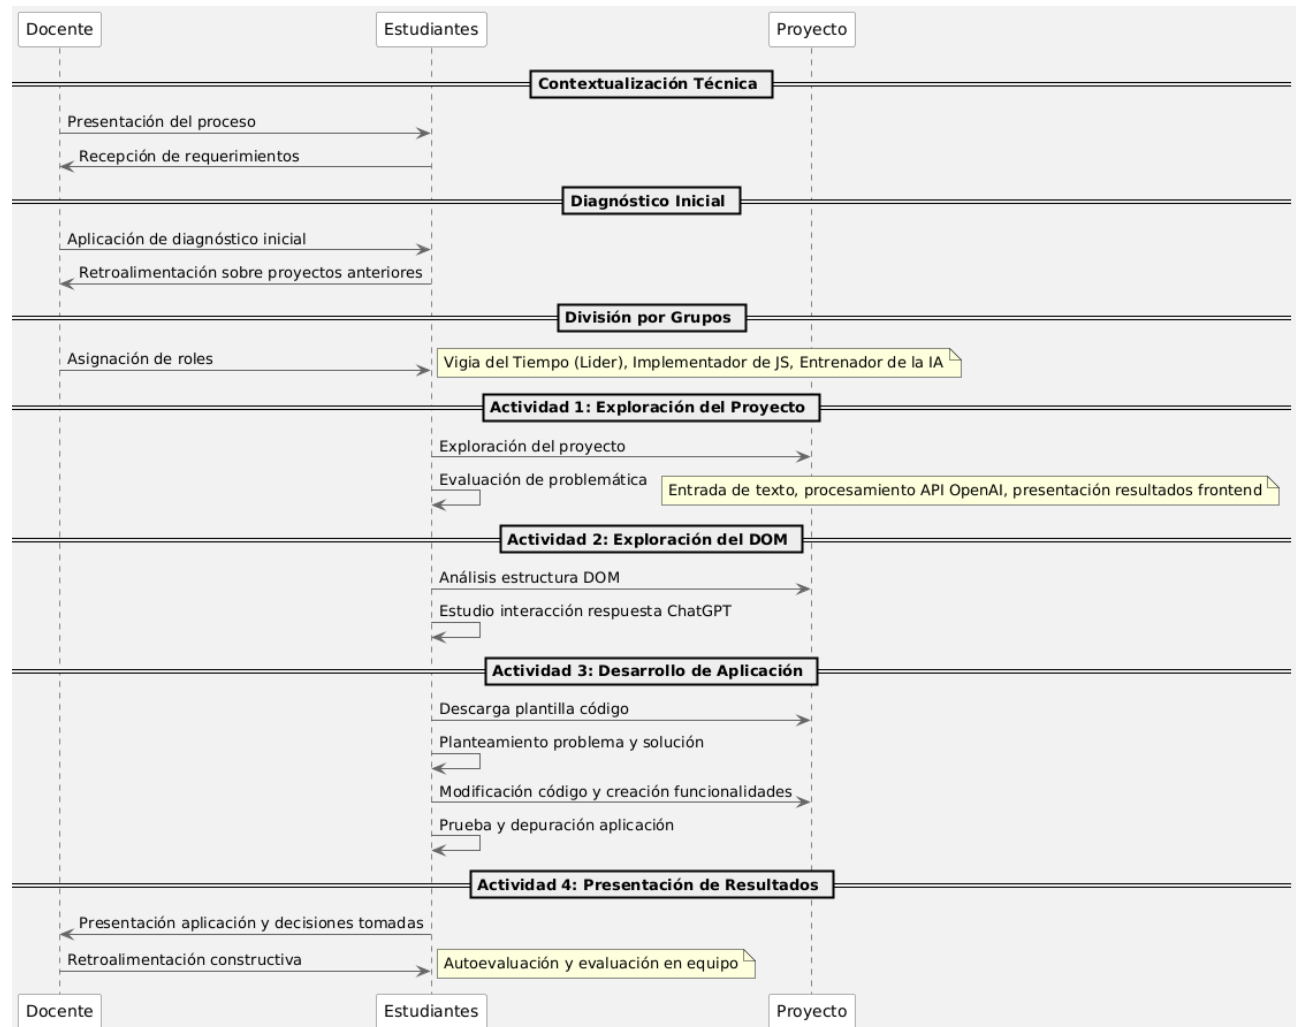 Docente
Estudiantes
Proyecto
Contextualización Técnica
Presentación del proceso
Recepción de requerimientos
Diagnóstico Inicial
Aplicación de diagnóstico inicial
Retroalimentación sobre proyectos anteriores
División por Grupos
Asignación de roles
Vigia del Tiempo (Lider), Implementador de JS, Entrenador de la IA
Actividad 1: Exploración del Proyecto
Exploración del proyecto
Evaluación de problemática
Entrada de texto, procesamiento API OpenAI, presentación resultados frontend
Actividad 2: Exploración del DOM
Análisis estructura DOM
Estudio interacción respuesta ChatGPT
Actividad 3: Desarrollo de Aplicación
Descarga plantilla código
Planteamiento problema y solución
Modificación código y creación funcionalidades
Prueba y depuración aplicación
Actividad 4: Presentación de Resultados
Presentación aplicación y decisiones tomadas
Retroalimentación constructiva
Autoevaluación y evaluación en equipo
Docente
Estudiantes
Proyecto